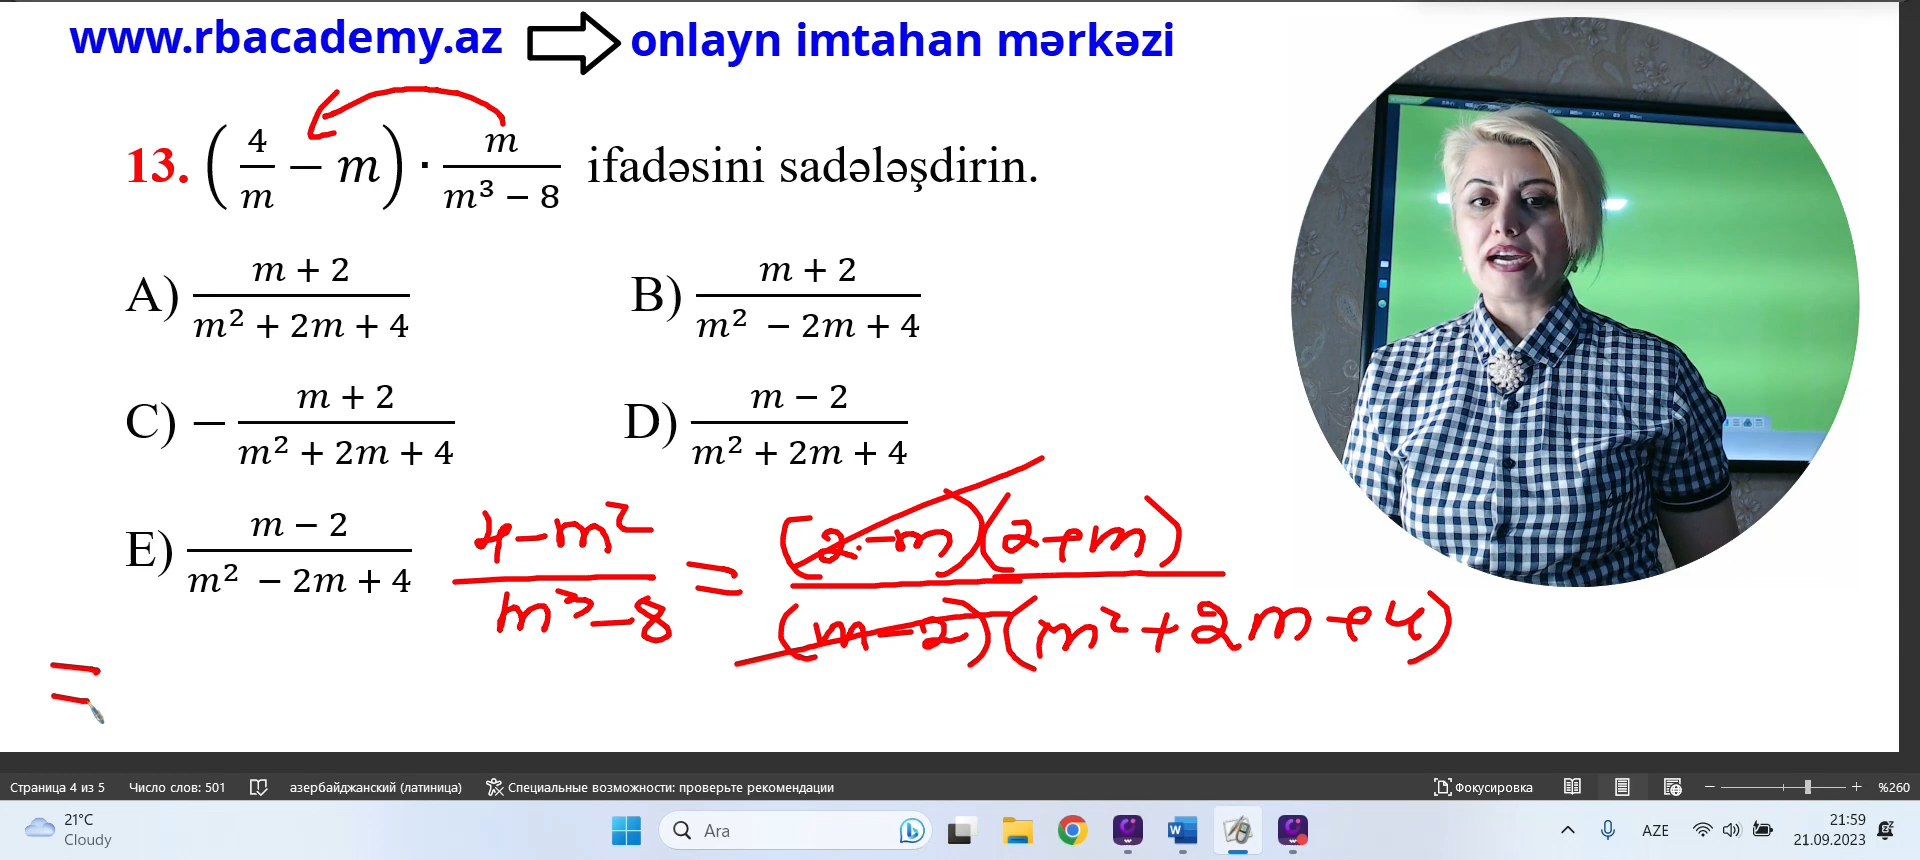 www.rbacademy.az ⇒ onlayn imtahan mərkəzi
13. (4/m − m) · m/(m³ − 8) ifadəsini sadələşdirin.
A) (m + 2)/(m² + 2m + 4) B) (m + 2)/(m² − 2m + 4)
C) −(m + 2)/(m² + 2m + 4) D) (m − 2)/(m² + 2m + 4)
E) (m − 2)/(m² − 2m + 4)
(4−m²)/(m³−8) = ((2−m)(2+m))/((m−2)(m²+2m+4))
=
Страница 4 из 5 Число слов: 501 азербайджанский (латиница) Специальные возможности: проверьте рекомендации Фокусировка − + %260
21°C
Cloudy
Ara
AZE
21:59
21.09.2023